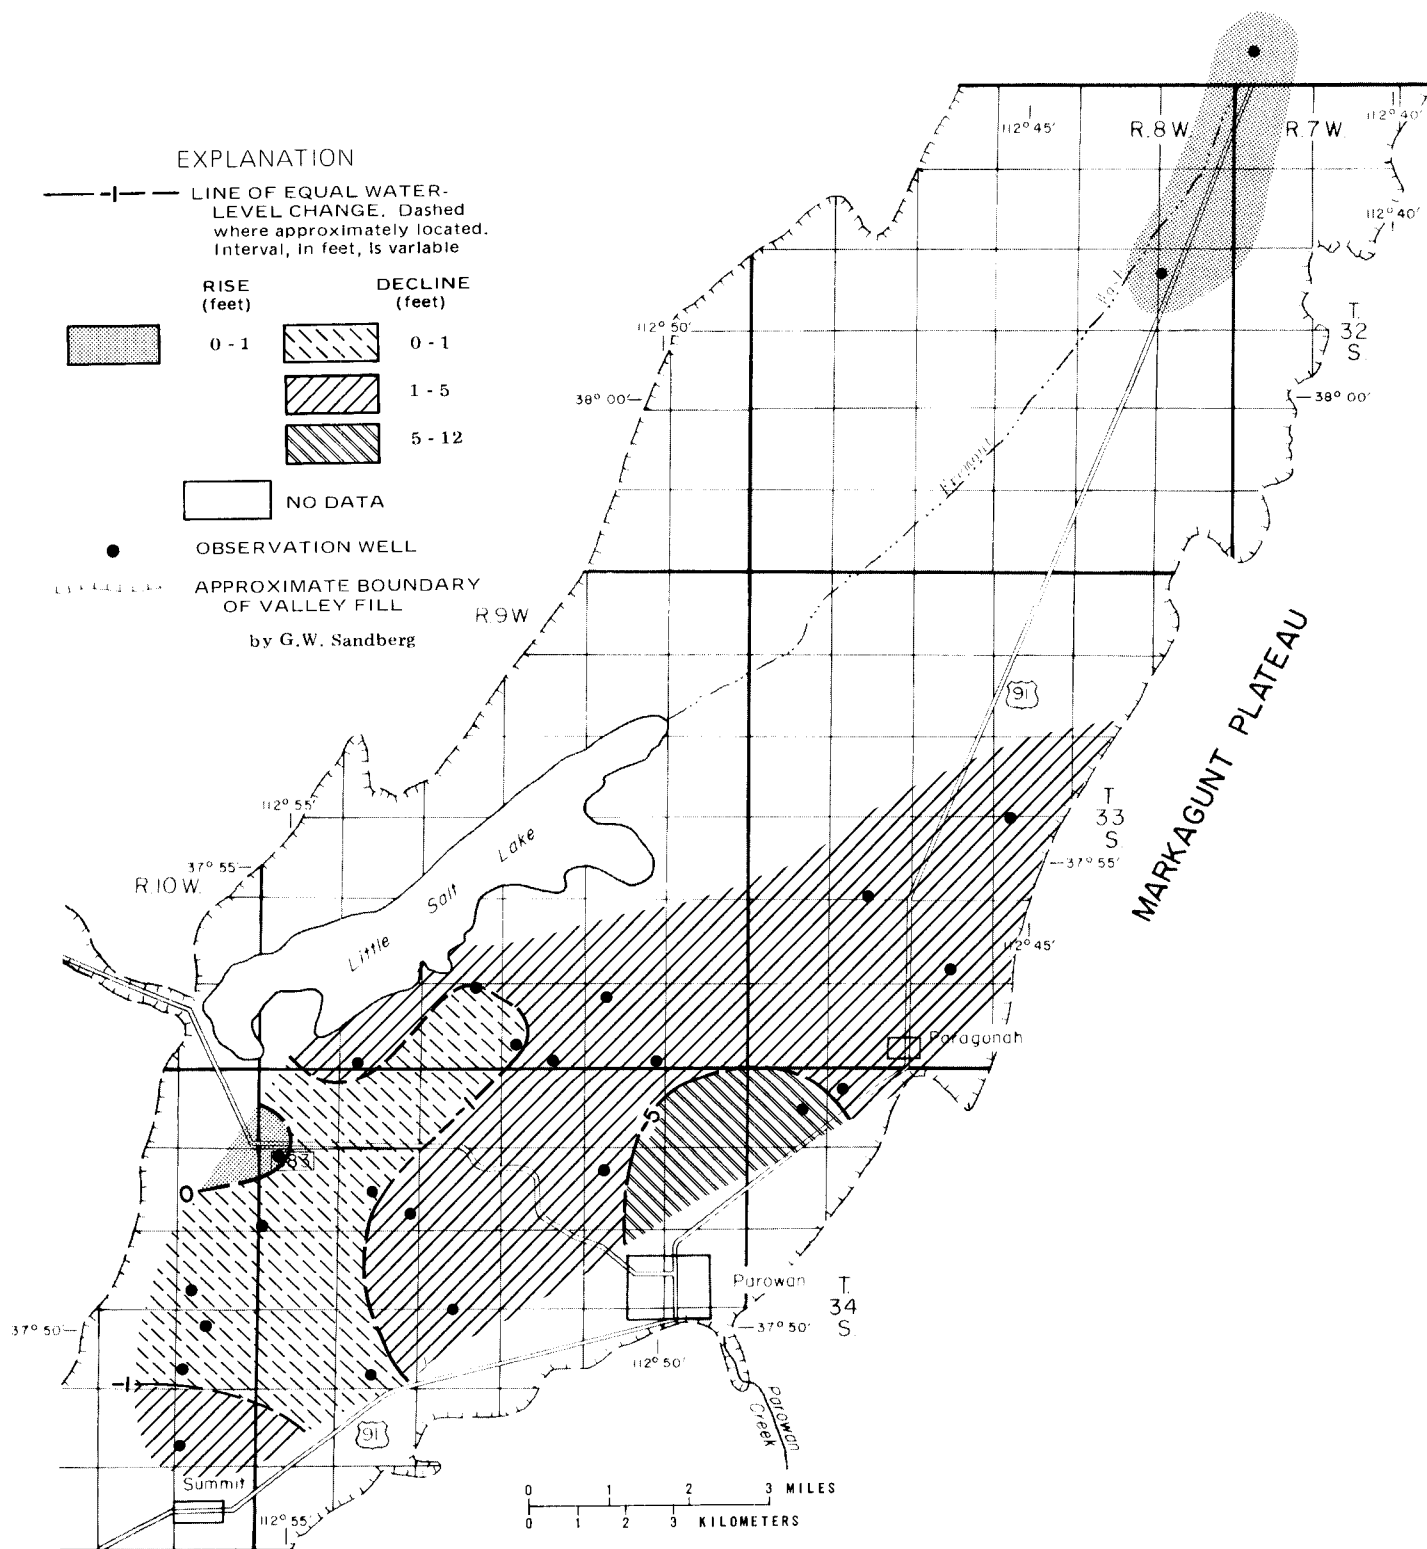 EXPLANATION
LINE OF EQUAL WATER-
LEVEL CHANGE. Dashed
where approximately located.
Interval, in feet, is variable
RISE
(feet)
DECLINE
(feet)
0 - 1
0 - 1
1 - 5
5 - 12
NO DATA
OBSERVATION WELL
APPROXIMATE BOUNDARY
OF VALLEY FILL
by G.W. Sandberg
112° 45'
R.8W.
R.7W.
112° 40'
112° 40'
T.
32
S.
112° 50'
38° 00'
38° 00'
Fremont
R.9W
91
MARKAGUNT PLATEAU
T.
33
S.
112° 55'
37° 55'
37° 55'
R.10W.
Little Salt Lake
112° 45'
Paragonah
-5
0
Parowan
T.
34
S.
37° 50'
37° 50'
112° 50'
-1
91
Parowan
Creek
Summit
112° 55'
0 1 2 3 MILES
0 1 2 3 KILOMETERS